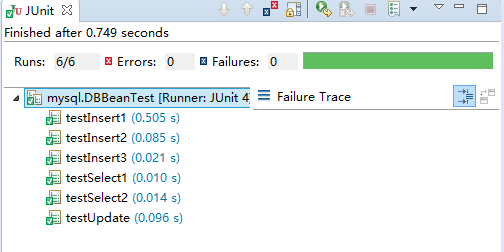 JUnit
Finished after 0.749 seconds
Runs: 6/6 Errors: 0 Failures: 0
mysql.DBBeanTest [Runner: JUnit 4] Failure Trace
testInsert1 (0.505 s)
testInsert2 (0.085 s)
testInsert3 (0.021 s)
testSelect1 (0.010 s)
testSelect2 (0.014 s)
testUpdate (0.096 s)